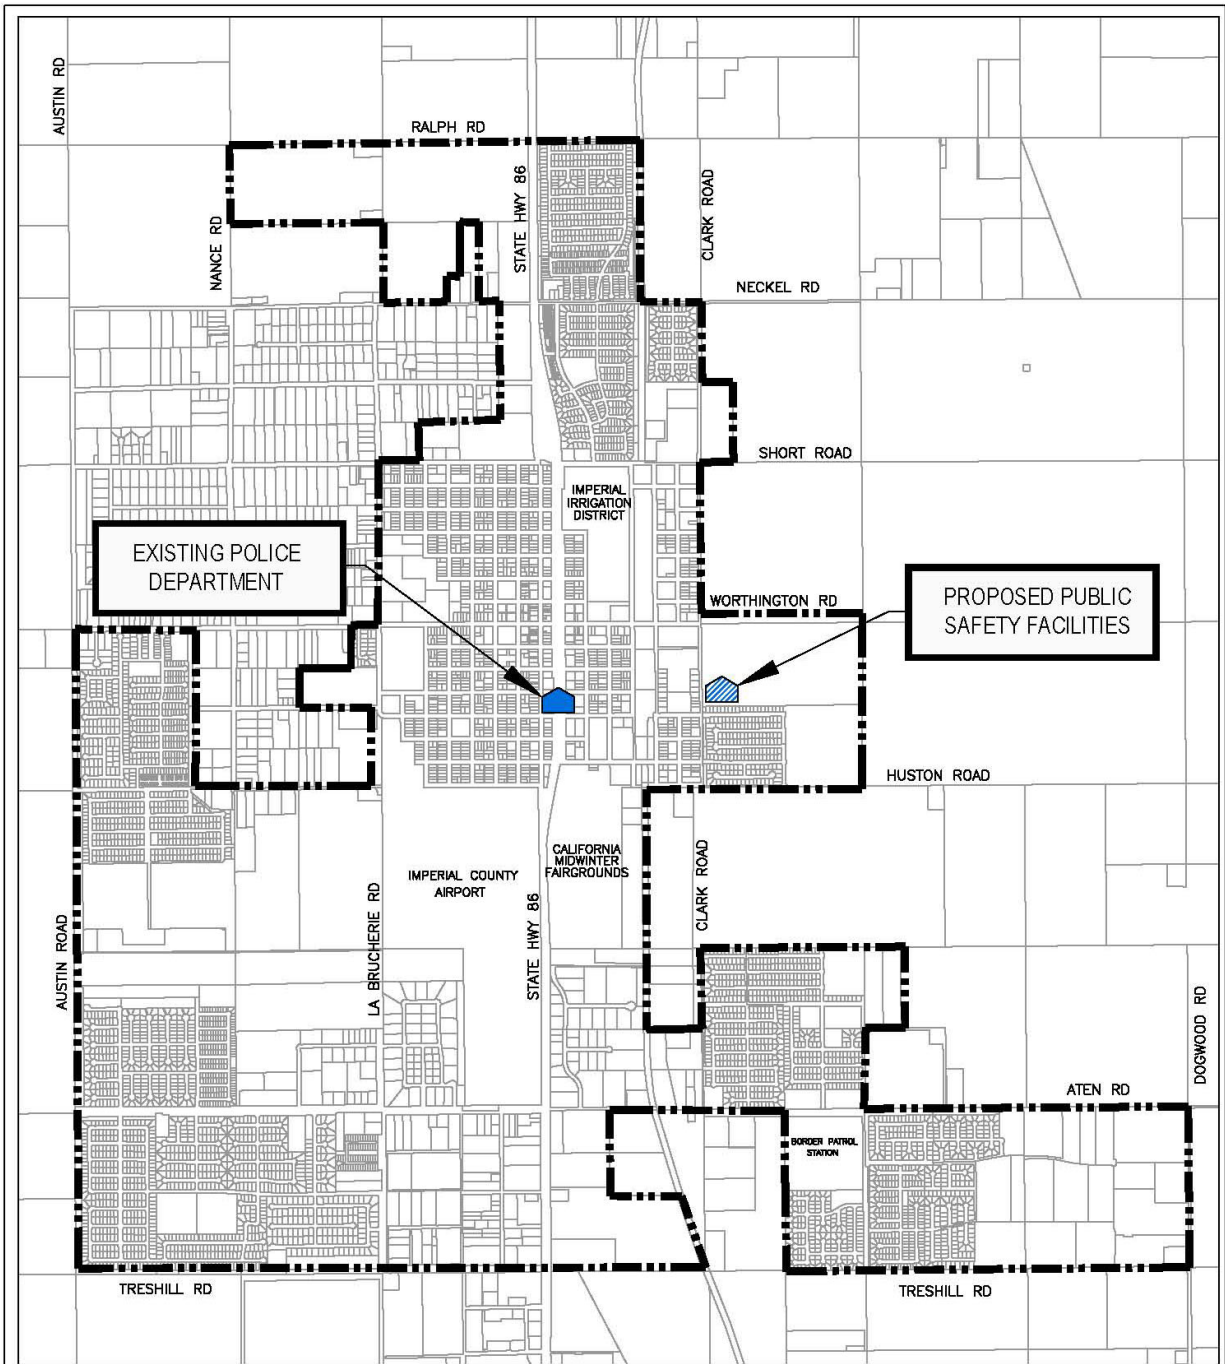 AUSTIN RD
RALPH RD
STATE HWY 86
CLARK ROAD
NANCE RD
NECKEL RD
SHORT ROAD
IMPERIAL
IRRIGATION
DISTRICT
EXISTING POLICE
DEPARTMENT
WORTHINGTON RD
PROPOSED PUBLIC
SAFETY FACILITIES
HUSTON ROAD
CALIFORNIA
MIDWINTER
FAIRGROUNDS
IMPERIAL COUNTY
AIRPORT
CLARK ROAD
LA BRUCHERIE RD
STATE HWY 86
AUSTIN ROAD
DOGWOOD RD
ATEN RD
BORDER PATROL
STATION
TRESHILL RD
TRESHILL RD